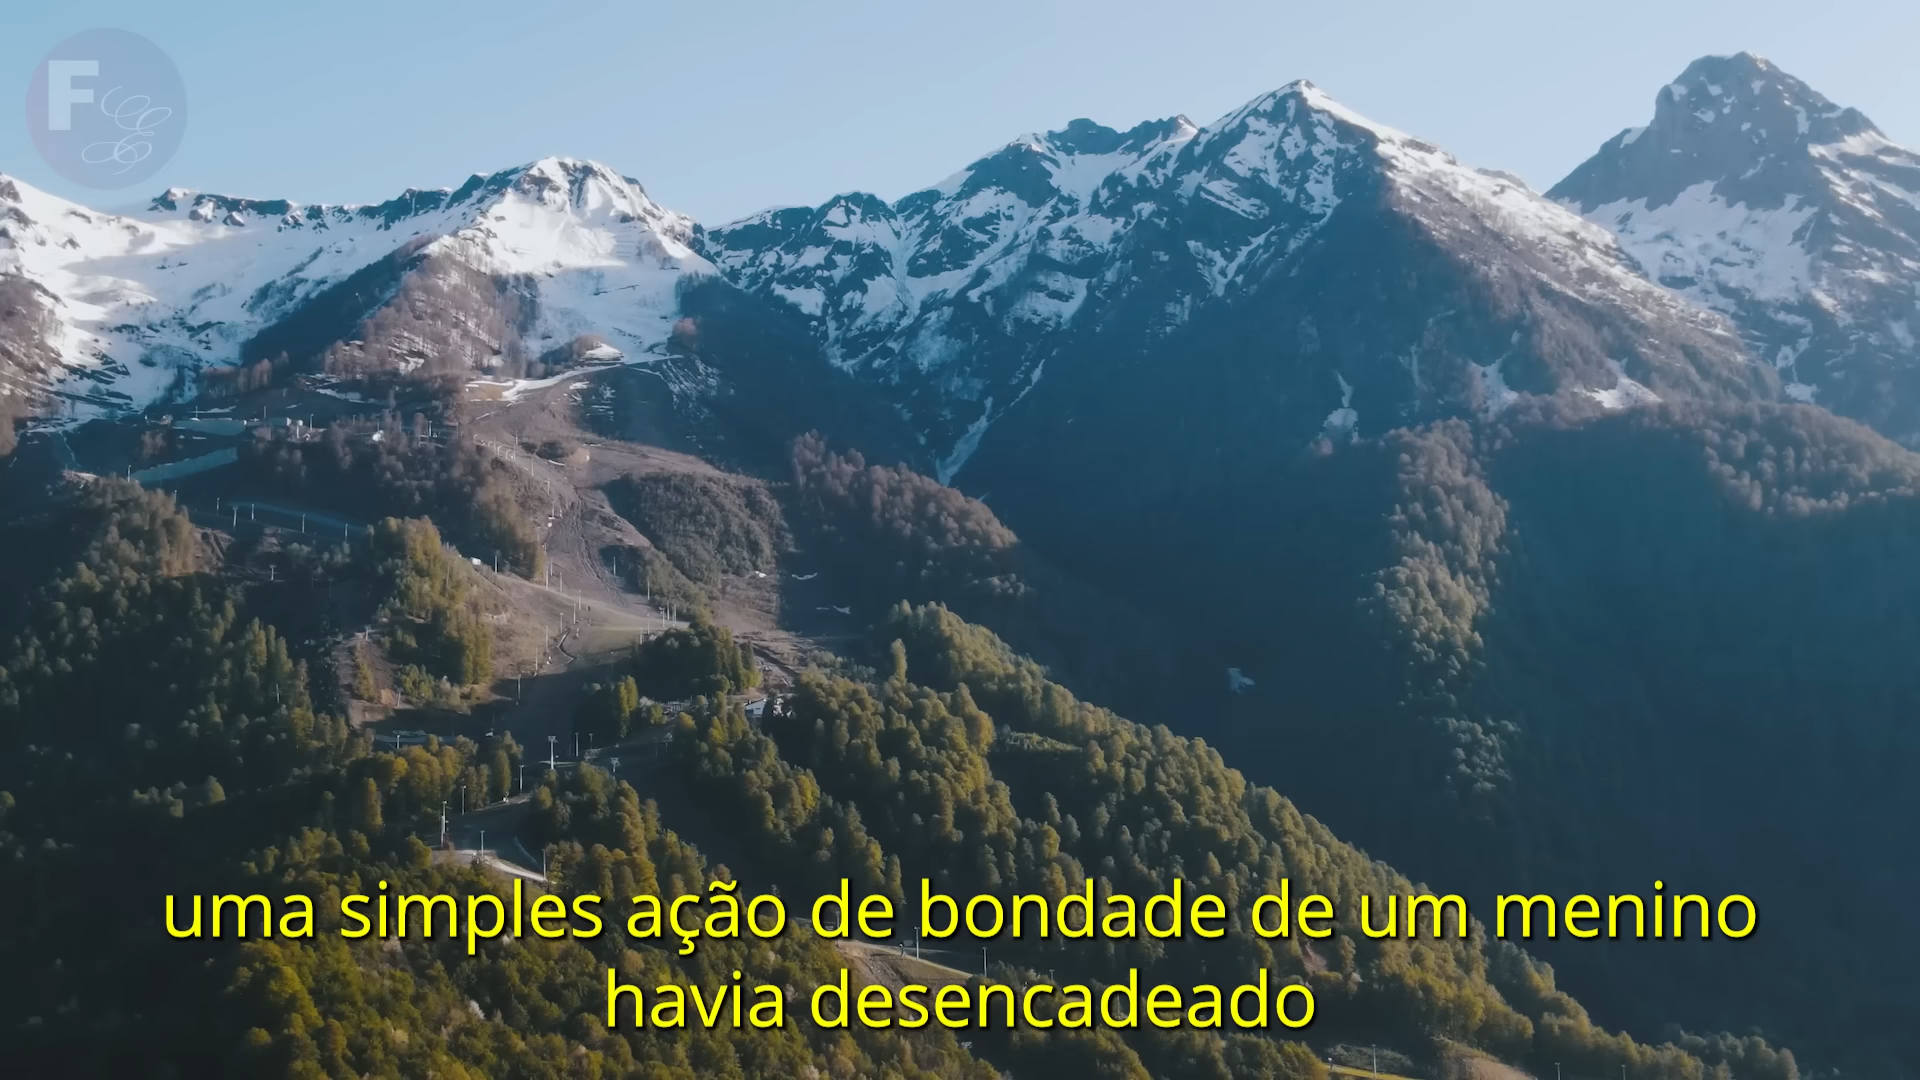 F
uma simples ação de bondade de um menino
havia desencadeado